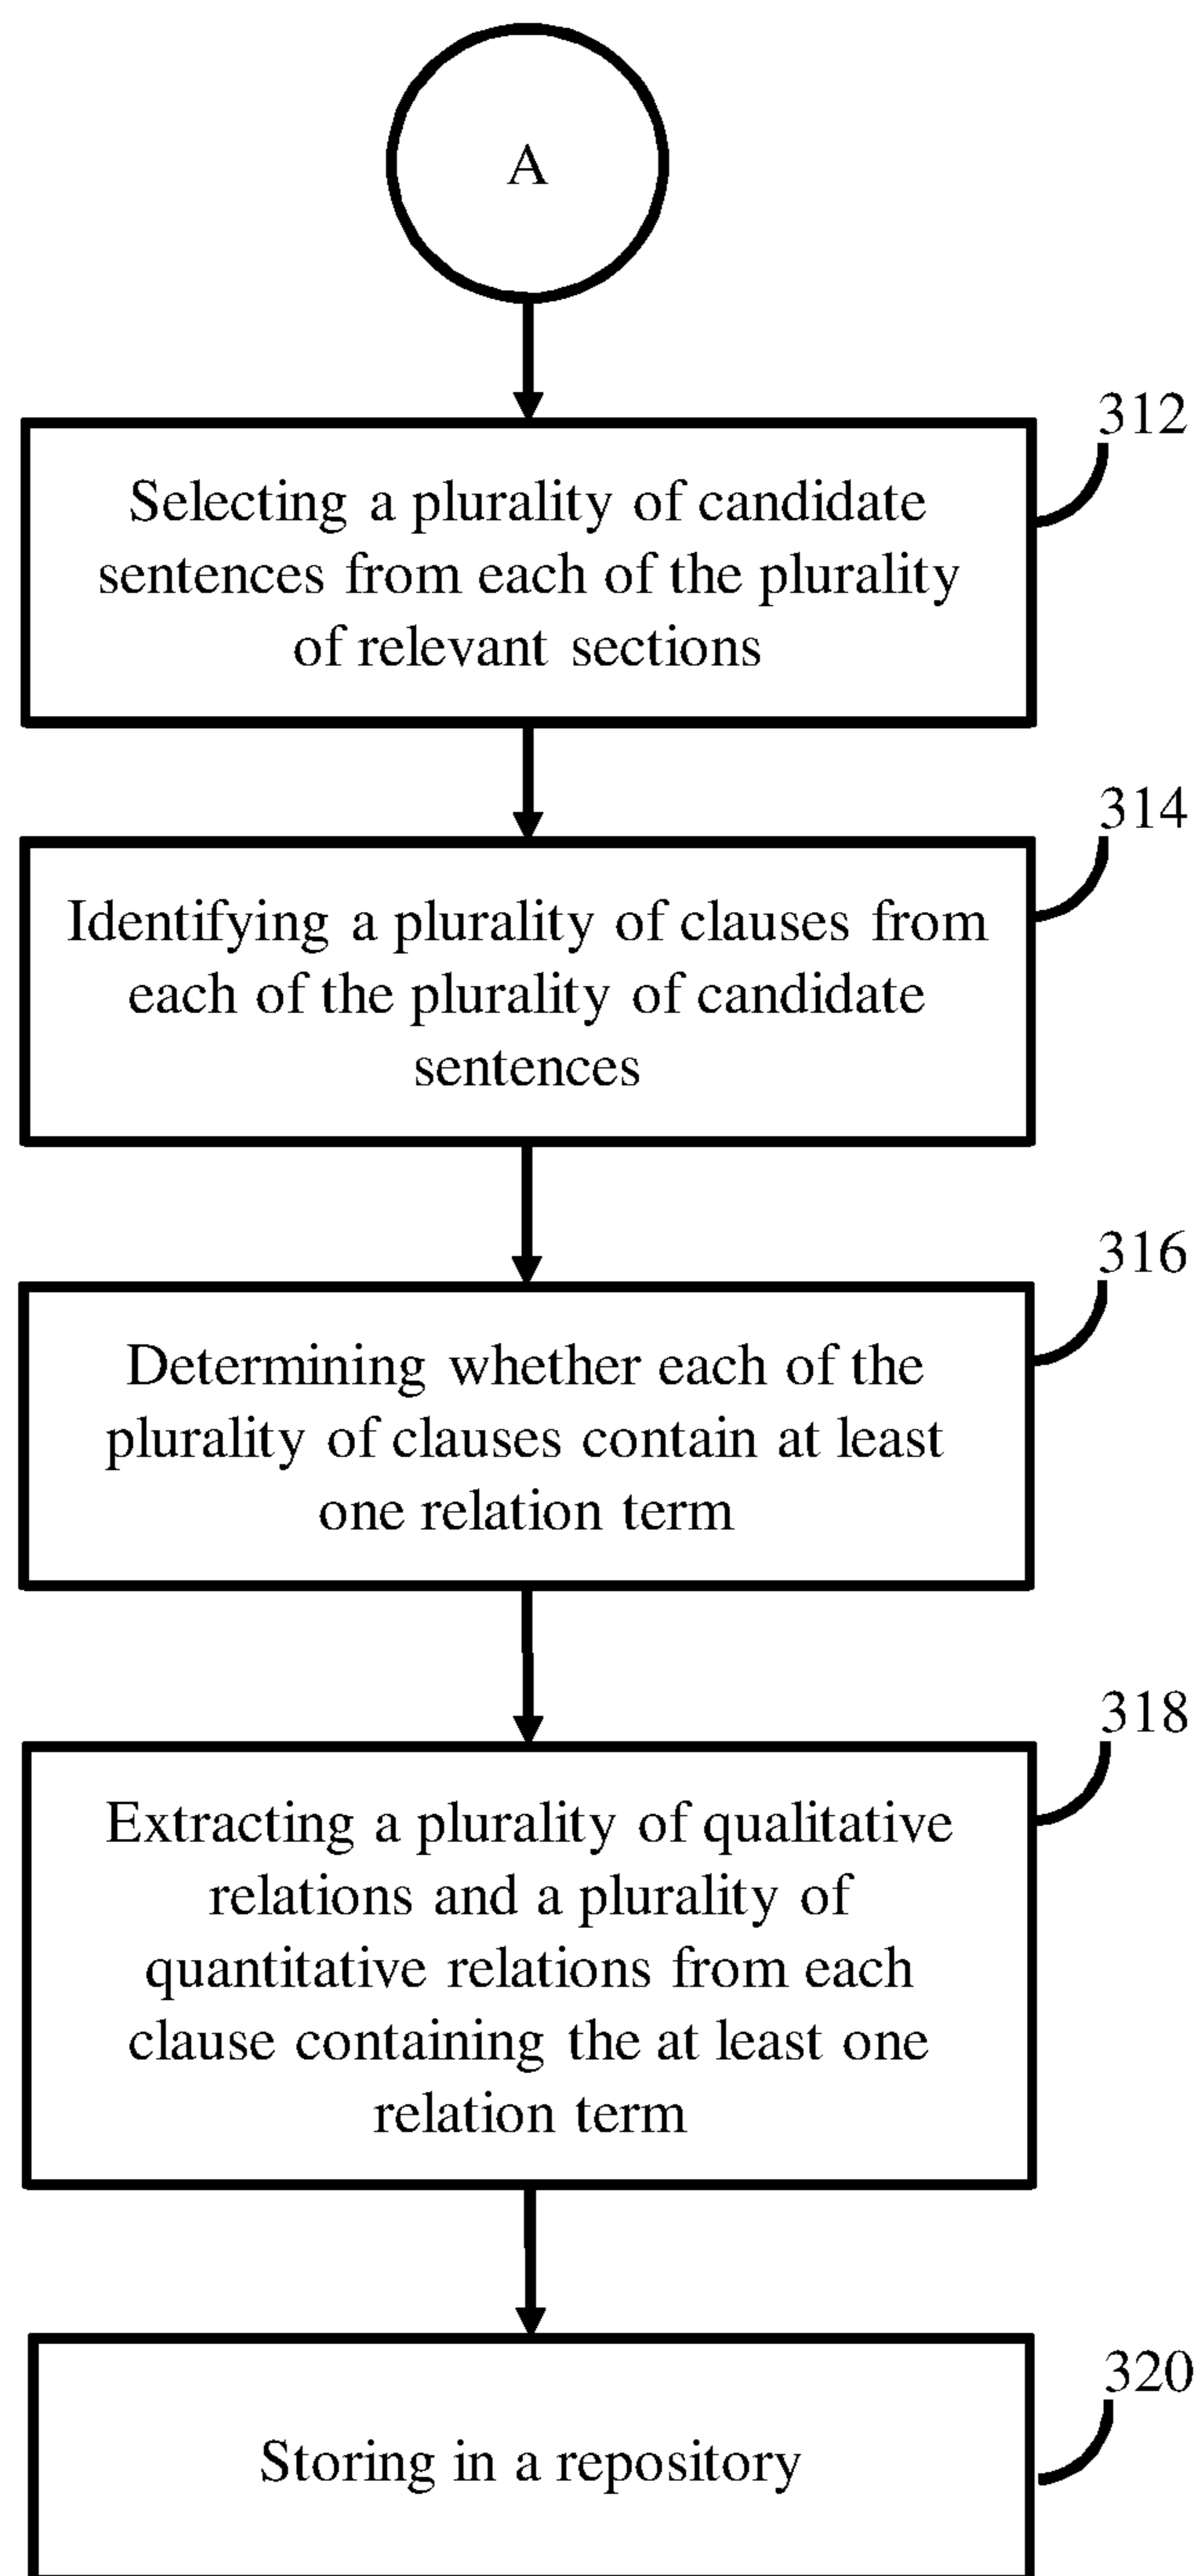 A
312
Selecting a plurality of candidate
sentences from each of the plurality
of relevant sections
314
Identifying a plurality of clauses from
each of the plurality of candidate
sentences
316
Determining whether each of the
plurality of clauses contain at least
one relation term
318
Extracting a plurality of qualitative
relations and a plurality of
quantitative relations from each
clause containing the at least one
relation term
320
Storing in a repository